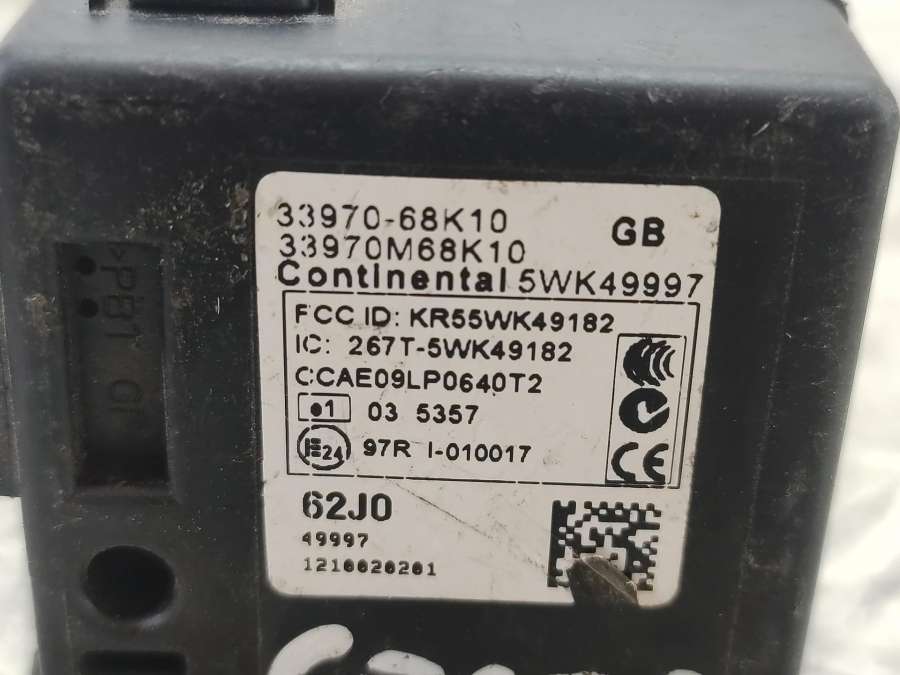 33970-68K10
GB
33970M68K10
Continental 5WK49997
FCC ID: KR55WK49182
IC: 267T-5WK49182
CCAE09LP0640T2
e1 03 5357
E24 97R I-010017
CE
62J0
49997
1210020201
>PBT GF